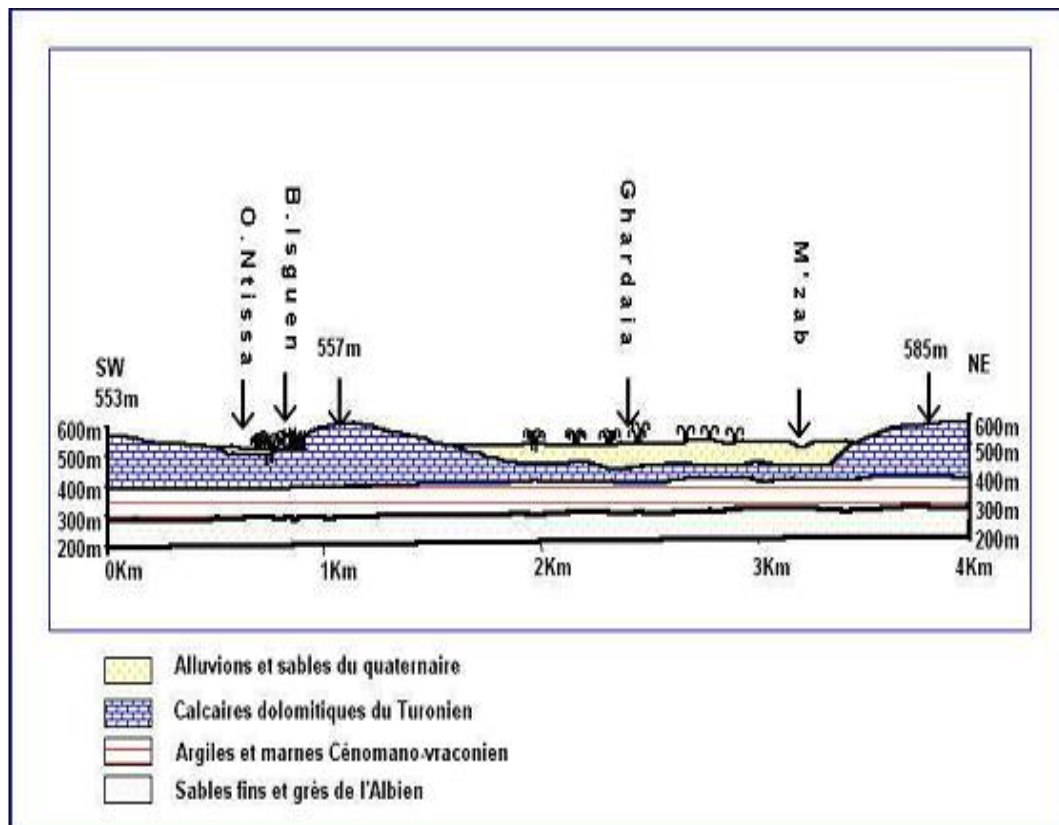 O.Ntissa
B.Isguen
Ghardaia
M'zab
557m
585m
SW
NE
553m
600m
600m
500m
500m
400m
400m
300m
300m
200m
200m
0Km
1Km
2Km
3Km
4Km
Alluvions et sables du quaternaire
Calcaires dolomitiques du Turonien
Argiles et marnes Cénomano-vraconien
Sables fins et grès de l'Albien